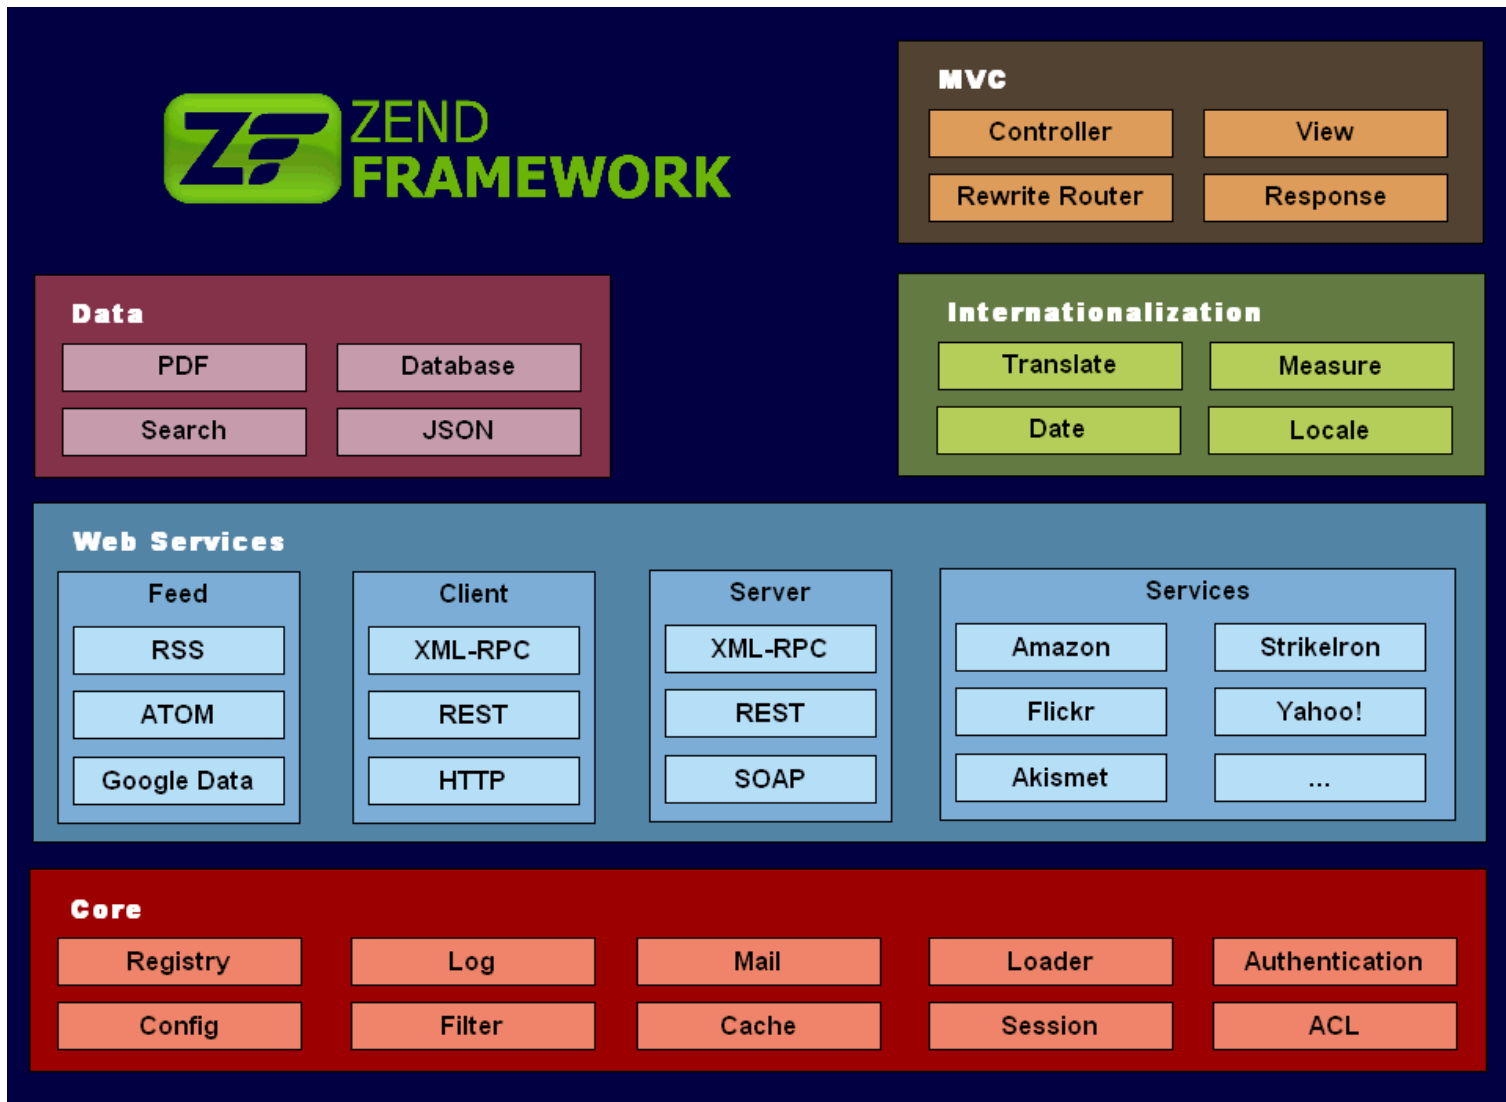 ZF ZEND
FRAMEWORK
MVC
Controller View
Rewrite Router Response
Data
PDF Database
Search JSON
Internationalization
Translate Measure
Date Locale
Web Services
Feed
RSS
ATOM
Google Data
Client
XML-RPC
REST
HTTP
Server
XML-RPC
REST
SOAP
Services
Amazon StrikeIron
Flickr Yahoo!
Akismet ...
Core
Registry Log Mail Loader Authentication
Config Filter Cache Session ACL